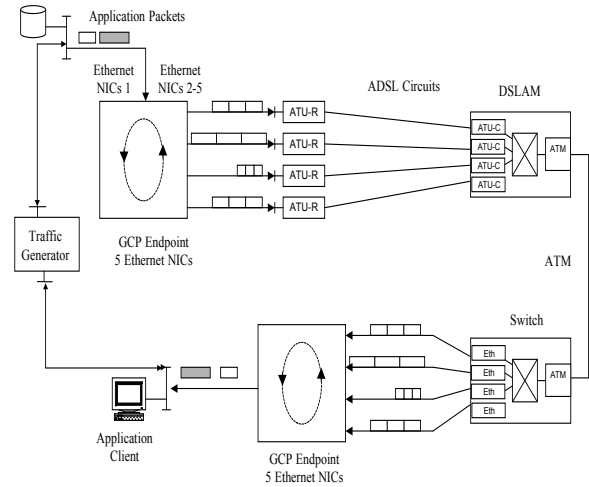 Application Packets
Ethernet
NICs 1
Ethernet
NICs 2-5
ADSL Circuits
DSLAM
ATU-R
ATU-R
ATU-R
ATU-R
ATU-C
ATU-C
ATU-C
ATU-C
ATM
GCP Endpoint
5 Ethernet NICs
Traffic
Generator
ATM
Switch
Eth
Eth
Eth
Eth
ATM
Application
Client
GCP Endpoint
5 Ethernet NICs